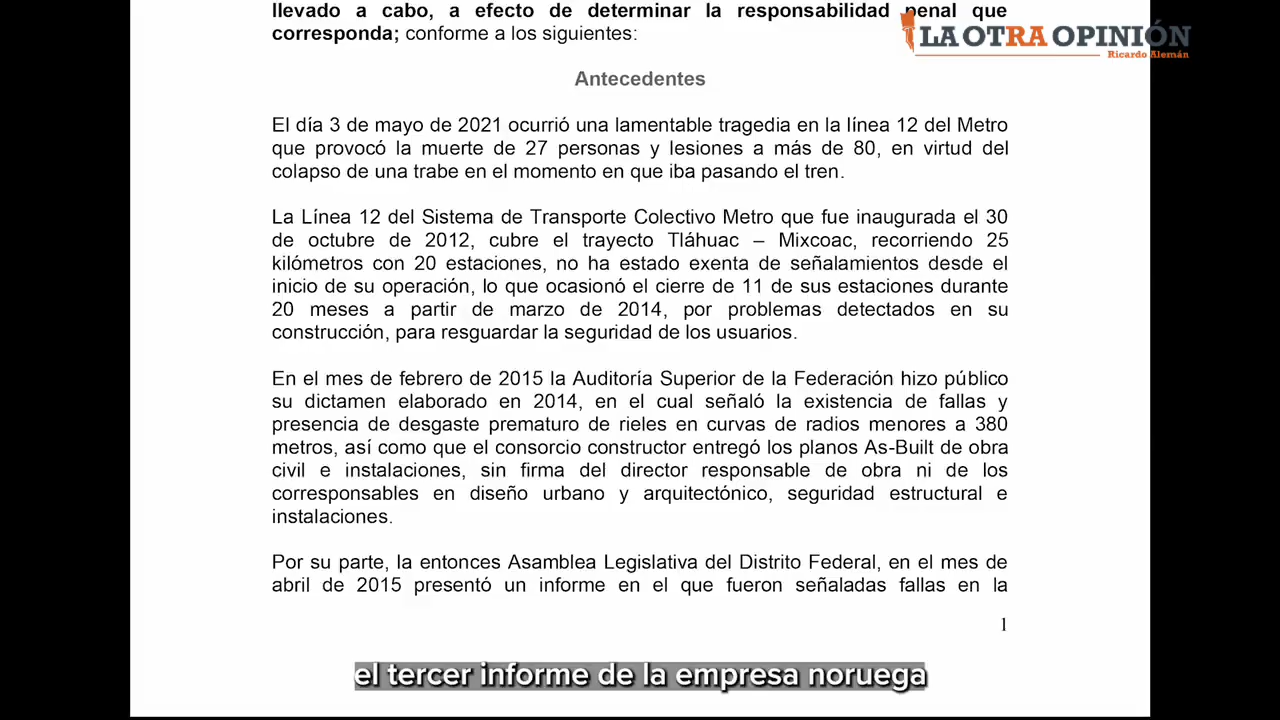 llevado a cabo, a efecto de determinar la responsabilidad penal que
corresponda; conforme a los siguientes:
LA OTRA OPINIÓN
Ricardo Alemán
Antecedentes
El día 3 de mayo de 2021 ocurrió una lamentable tragedia en la línea 12 del Metro
que provocó la muerte de 27 personas y lesiones a más de 80, en virtud del
colapso de una trabe en el momento en que iba pasando el tren.
La Línea 12 del Sistema de Transporte Colectivo Metro que fue inaugurada el 30
de octubre de 2012, cubre el trayecto Tláhuac – Mixcoac, recorriendo 25
kilómetros con 20 estaciones, no ha estado exenta de señalamientos desde el
inicio de su operación, lo que ocasionó el cierre de 11 de sus estaciones durante
20 meses a partir de marzo de 2014, por problemas detectados en su
construcción, para resguardar la seguridad de los usuarios.
En el mes de febrero de 2015 la Auditoría Superior de la Federación hizo público
su dictamen elaborado en 2014, en el cual señaló la existencia de fallas y
presencia de desgaste prematuro de rieles en curvas de radios menores a 380
metros, así como que el consorcio constructor entregó los planos As-Built de obra
civil e instalaciones, sin firma del director responsable de obra ni de los
corresponsables en diseño urbano y arquitectónico, seguridad estructural e
instalaciones.
Por su parte, la entonces Asamblea Legislativa del Distrito Federal, en el mes de
abril de 2015 presentó un informe en el que fueron señaladas fallas en la
1
el tercer informe de la empresa noruega